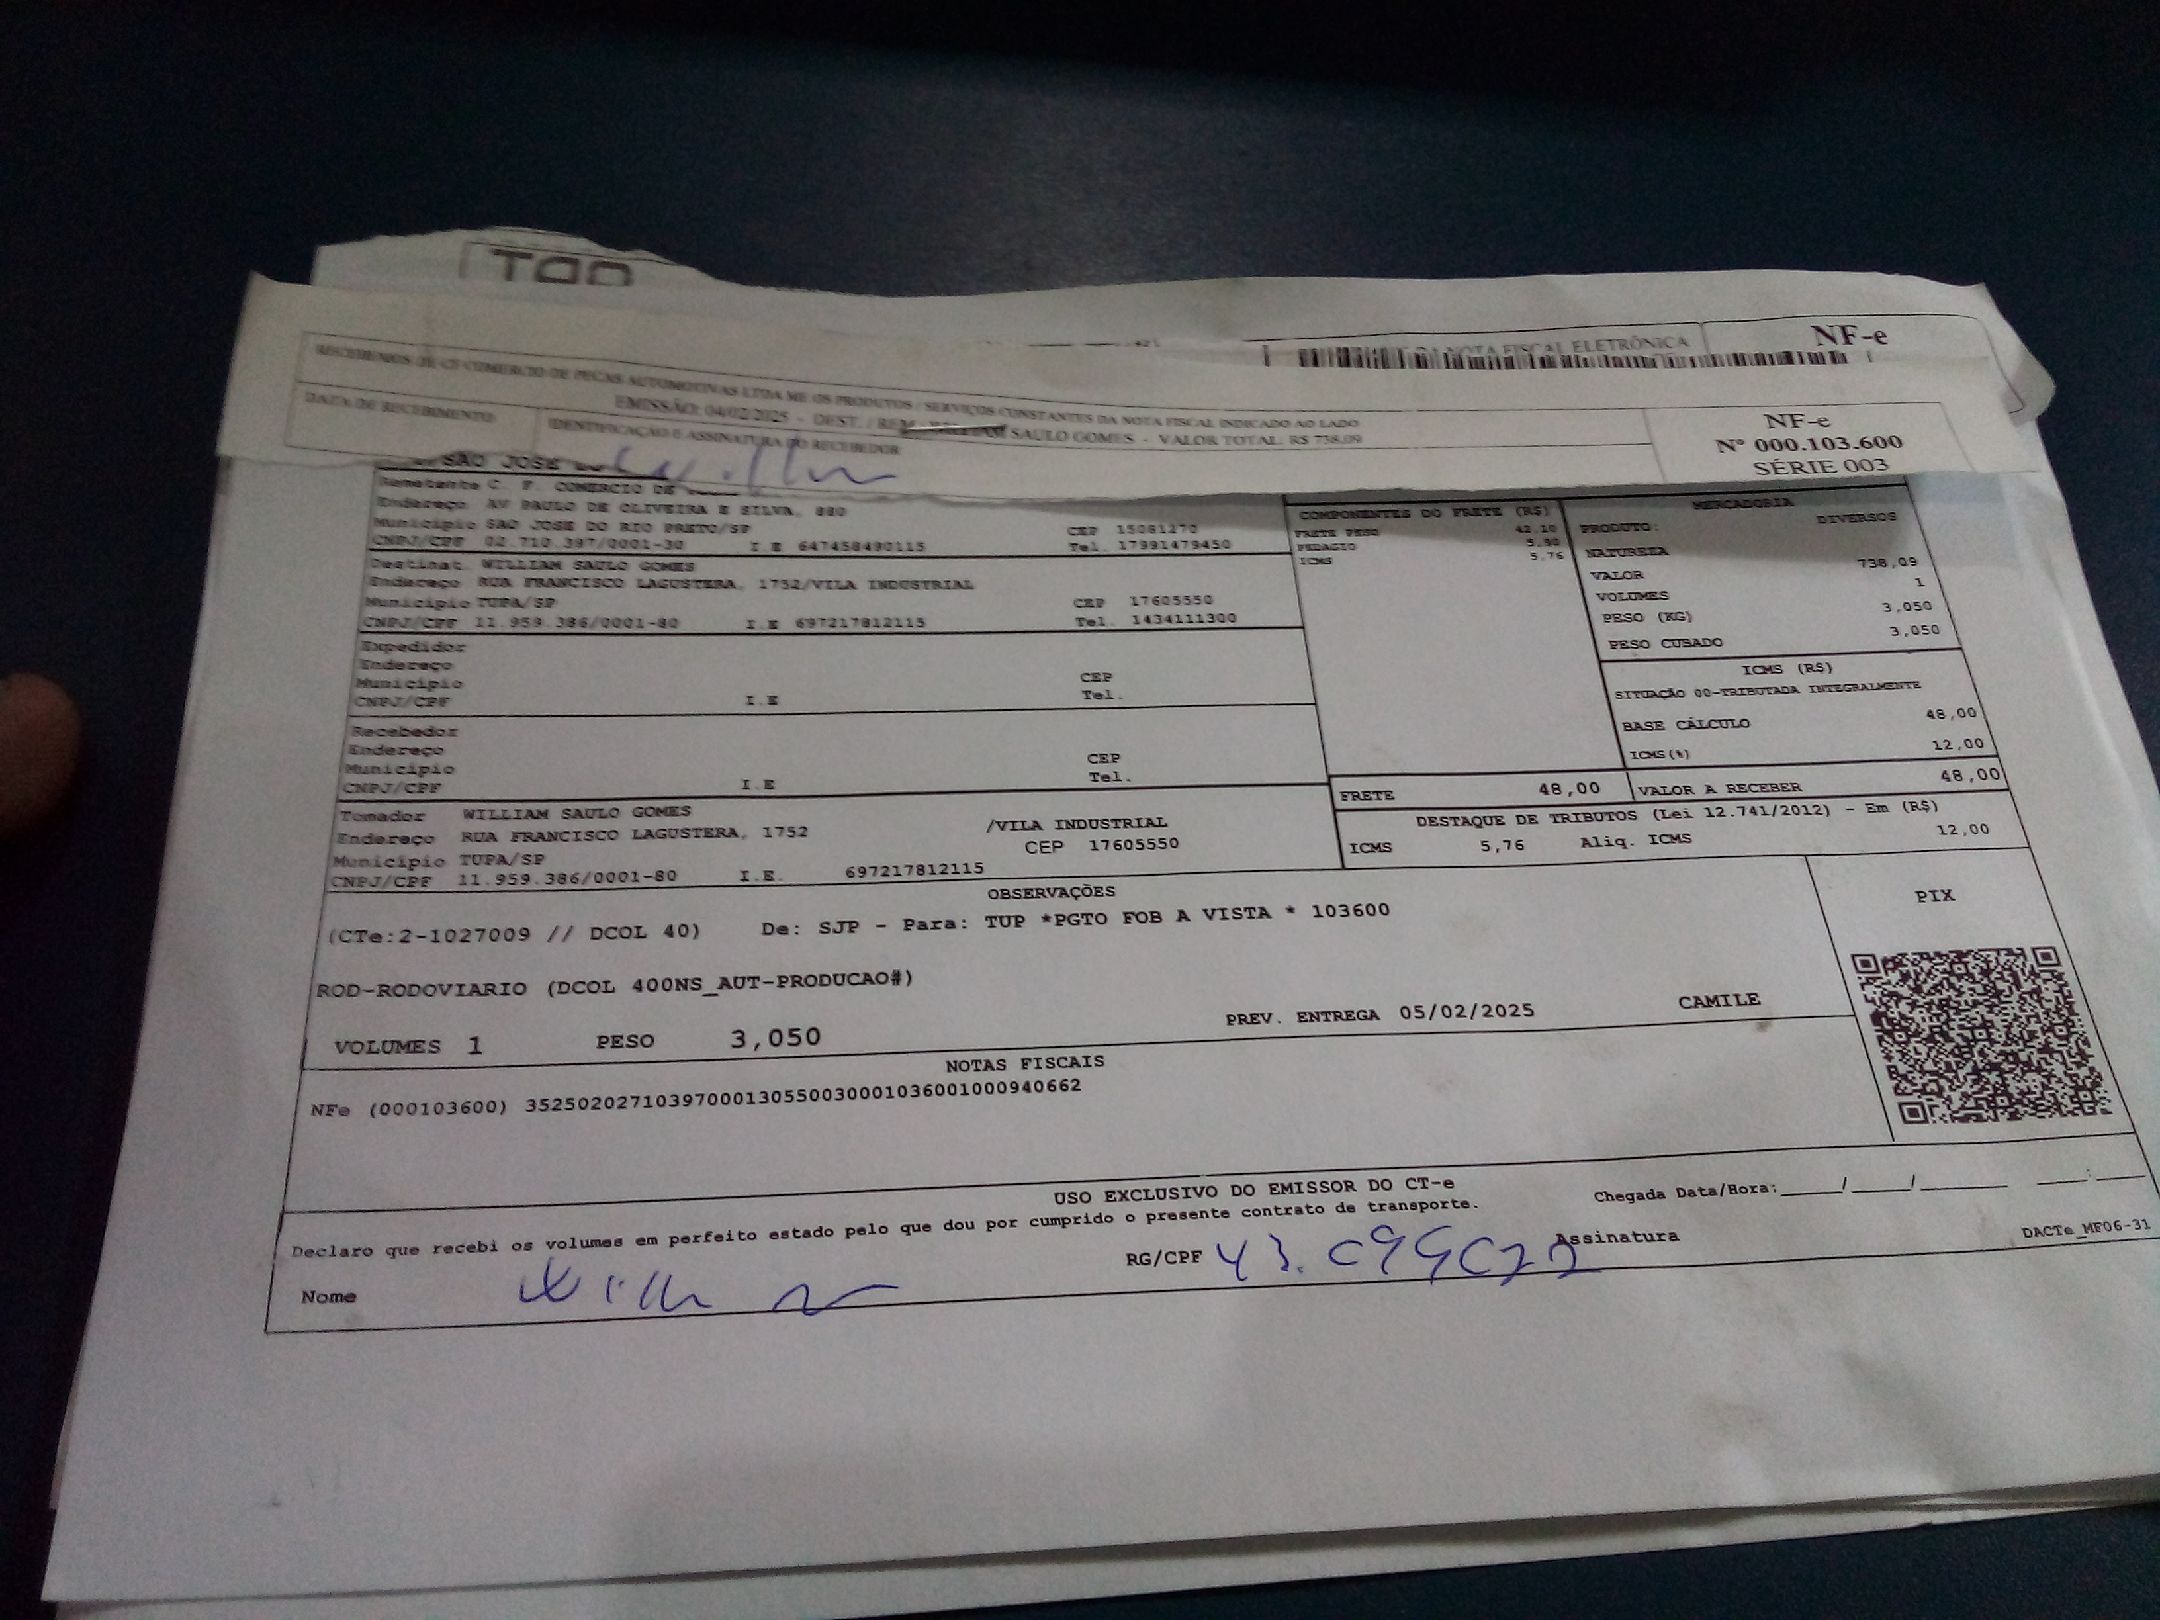 NOTA FISCAL ELETRÔNICA
NF-e
RECEBEMOS DE CF COMERCIO DE PECAS AUTOMOTIVAS LTDA ME OS PRODUTOS / SERVIÇOS CONSTANTES DA NOTA FISCAL INDICADO AO LADO
EMISSÃO: 04/02/2025 - DEST. / REM SAULO GOMES - VALOR TOTAL: R$ 738,09
DATA DE RECEBIMENTO
IDENTIFICAÇÃO E ASSINATURA DO RECEBEDOR
NF-e
Nº 000.103.600
SÉRIE 003
SAO JOSE
Remetente C. F. COMERCIO DE
Endereço AV PAULO DE OLIVEIRA E SILVA, 880
Município SAO JOSE DO RIO PRETO/SP CEP 15081270
CNPJ/CPF 02.710.397/0001-30 I.E 647458490115 Tel. 17991479450
Destinat. WILLIAM SAULO GOMES
Endereço RUA FRANCISCO LAGUSTERA, 1752/VILA INDUSTRIAL
Município TUPA/SP CEP 17605550
CNPJ/CPF 11.959.386/0001-80 I.E 697217812115 Tel. 1434111300
Expedidor
Endereço
Município CEP
CNPJ/CPF I.E Tel.
Recebedor
Endereço
Município CEP
CNPJ/CPF I.E Tel.
Tomador WILLIAM SAULO GOMES
Endereço RUA FRANCISCO LAGUSTERA, 1752 /VILA INDUSTRIAL
Município TUPA/SP CEP 17605550
CNPJ/CPF 11.959.386/0001-80 I.E. 697217812115
COMPONENTES DO FRETE (R$)
FRETE PESO 42,10
PEDAGIO
ICMS 5,76
MERCADORIA
PRODUTO: DIVERSOS
NATUREZA
VALOR 738,09
VOLUMES 1
PESO (KG) 3,050
PESO CUBADO 3,050
ICMS (R$)
SITUAÇÃO 00-TRIBUTADA INTEGRALMENTE
BASE CÁLCULO 48,00
ICMS(%) 12,00
FRETE 48,00
VALOR A RECEBER 48,00
DESTAQUE DE TRIBUTOS (Lei 12.741/2012) - Em (R$)
ICMS 5,76 Aliq. ICMS 12,00
OBSERVAÇÕES
(CTe:2-1027009 // DCOL 40) De: SJP - Para: TUP *PGTO FOB A VISTA * 103600
ROD-RODOVIARIO (DCOL 400NS_AUT-PRODUCAO#)
VOLUMES 1 PESO 3,050 PREV. ENTREGA 05/02/2025 CAMILE
PIX
NOTAS FISCAIS
NFe (000103600) 35250202710397000130550030001036001000940662
USO EXCLUSIVO DO EMISSOR DO CT-e
Declaro que recebi os volumes em perfeito estado pelo que dou por cumprido o presente contrato de transporte.
Chegada Data/Hora:____/____/______ ___:___
Nome
RG/CPF
Assinatura
DACTe_MF06-31